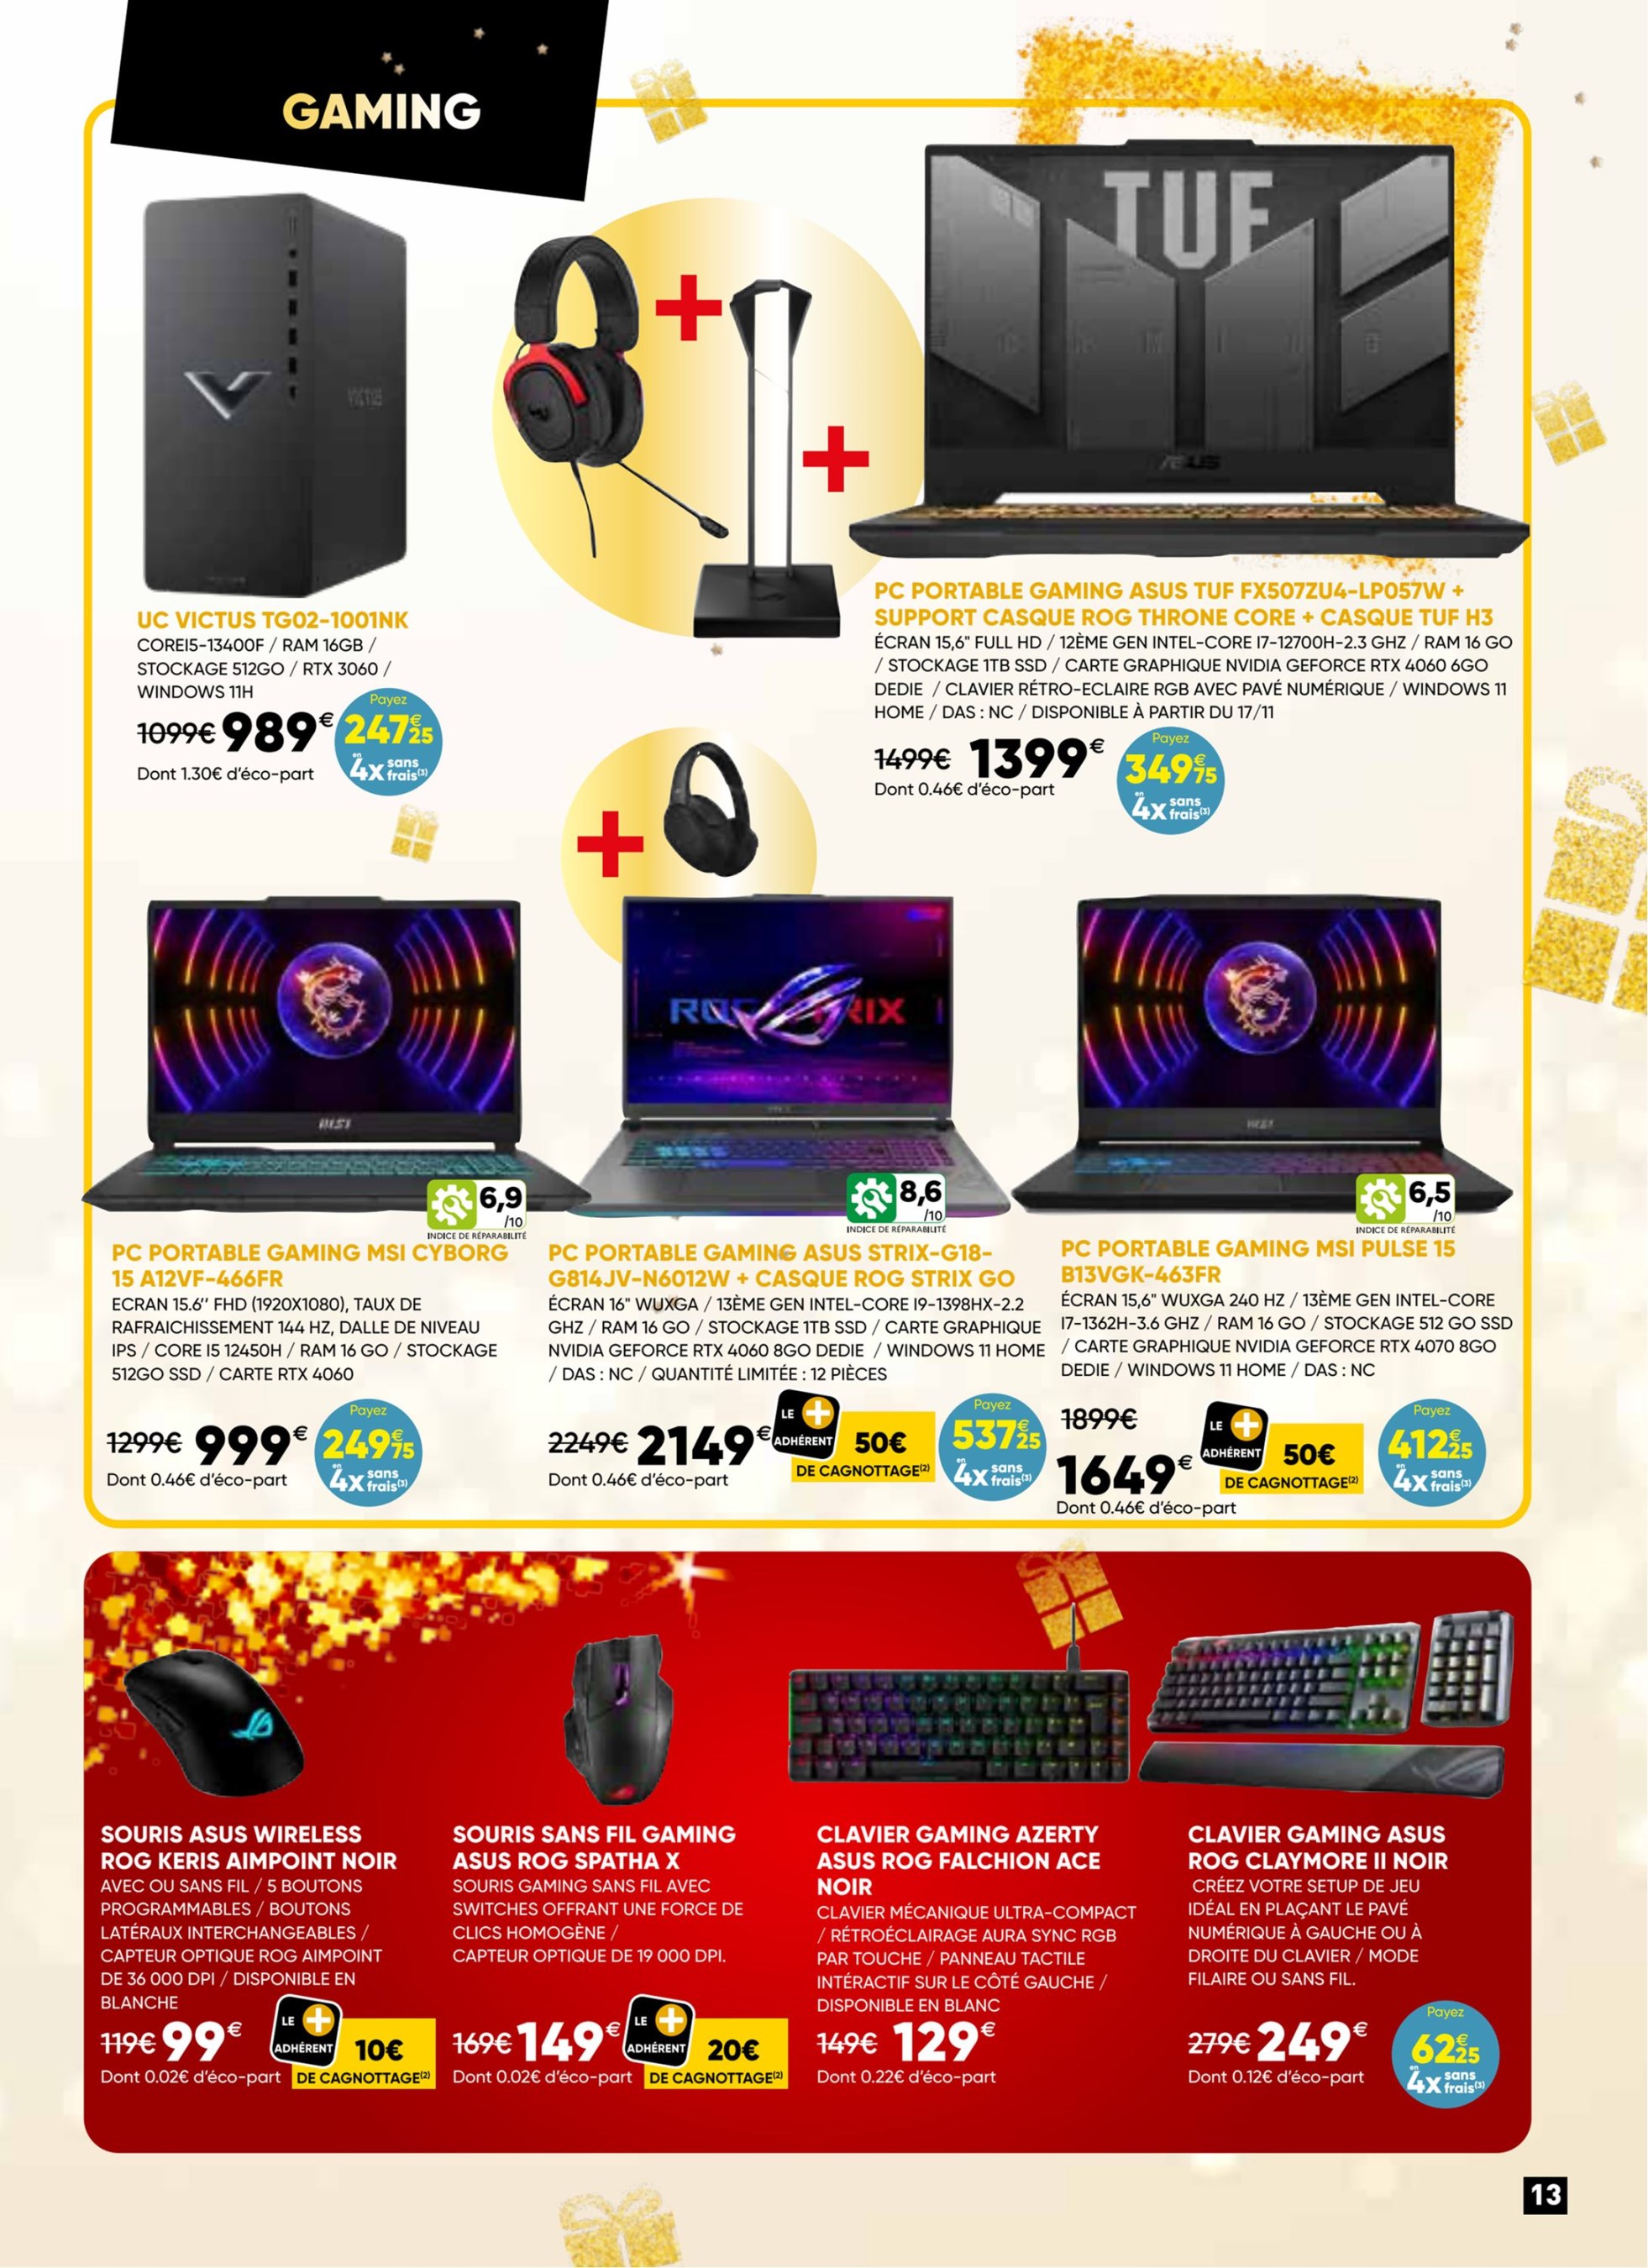 GAMING
TUF
VICTUS
ASUS
UC VICTUS TG02-1001NK
COREI5-13400F / RAM 16GB /
STOCKAGE 512GO / RTX 3060 /
WINDOWS 11H
1099€ 989€
Dont 1.30€ d'éco-part
Payez
247€25
en 4x sans frais(3)
PC PORTABLE GAMING ASUS TUF FX507ZU4-LP057W +
SUPPORT CASQUE ROG THRONE CORE + CASQUE TUF H3
ÉCRAN 15,6" FULL HD / 12ÈME GEN INTEL-CORE I7-12700H-2.3 GHZ / RAM 16 GO
/ STOCKAGE 1TB SSD / CARTE GRAPHIQUE NVIDIA GEFORCE RTX 4060 6GO
DEDIE / CLAVIER RÉTRO-ECLAIRE RGB AVEC PAVÉ NUMÉRIQUE / WINDOWS 11
HOME / DAS : NC / DISPONIBLE À PARTIR DU 17/11
1499€ 1399€
Dont 0.46€ d'éco-part
Payez
349€75
en 4x sans frais(3)
MSI
6,9
/10
INDICE DE RÉPARABILITÉ
PC PORTABLE GAMING MSI CYBORG
15 A12VF-466FR
ECRAN 15.6'' FHD (1920X1080), TAUX DE
RAFRAICHISSEMENT 144 HZ, DALLE DE NIVEAU
IPS / CORE I5 12450H / RAM 16 GO / STOCKAGE
512GO SSD / CARTE RTX 4060
1299€ 999€
Dont 0.46€ d'éco-part
Payez
249€75
en 4x sans frais(3)
8,6
/10
INDICE DE RÉPARABILITÉ
PC PORTABLE GAMING ASUS STRIX-G18-
G814JV-N6012W + CASQUE ROG STRIX GO
ÉCRAN 16" WUXGA / 13ÈME GEN INTEL-CORE I9-1398HX-2.2
GHZ / RAM 16 GO / STOCKAGE 1TB SSD / CARTE GRAPHIQUE
NVIDIA GEFORCE RTX 4060 8GO DEDIE / WINDOWS 11 HOME
/ DAS : NC / QUANTITÉ LIMITÉE : 12 PIÈCES
2249€ 2149€
Dont 0.46€ d'éco-part
LE +
ADHÉRENT
50€
DE CAGNOTTAGE(2)
Payez
537€25
en 4x sans frais(3)
MSI
6,5
/10
INDICE DE RÉPARABILITÉ
PC PORTABLE GAMING MSI PULSE 15
B13VGK-463FR
ÉCRAN 15,6" WUXGA 240 HZ / 13ÈME GEN INTEL-CORE
I7-1362H-3.6 GHZ / RAM 16 GO / STOCKAGE 512 GO SSD
/ CARTE GRAPHIQUE NVIDIA GEFORCE RTX 4070 8GO
DEDIE / WINDOWS 11 HOME / DAS : NC
1899€
1649€
Dont 0.46€ d'éco-part
LE +
ADHÉRENT
50€
DE CAGNOTTAGE(2)
Payez
412€25
en 4x sans frais(3)
SOURIS ASUS WIRELESS
ROG KERIS AIMPOINT NOIR
AVEC OU SANS FIL / 5 BOUTONS
PROGRAMMABLES / BOUTONS
LATÉRAUX INTERCHANGEABLES /
CAPTEUR OPTIQUE ROG AIMPOINT
DE 36 000 DPI / DISPONIBLE EN
BLANCHE
119€ 99€
Dont 0.02€ d'éco-part
LE +
ADHÉRENT
10€
DE CAGNOTTAGE(2)
SOURIS SANS FIL GAMING
ASUS ROG SPATHA X
SOURIS GAMING SANS FIL AVEC
SWITCHES OFFRANT UNE FORCE DE
CLICS HOMOGÈNE /
CAPTEUR OPTIQUE DE 19 000 DPI.
169€ 149€
Dont 0.02€ d'éco-part
LE +
ADHÉRENT
20€
DE CAGNOTTAGE(2)
CLAVIER GAMING AZERTY
ASUS ROG FALCHION ACE
NOIR
CLAVIER MÉCANIQUE ULTRA-COMPACT
/ RÉTROÉCLAIRAGE AURA SYNC RGB
PAR TOUCHE / PANNEAU TACTILE
INTÉRACTIF SUR LE CÔTÉ GAUCHE /
DISPONIBLE EN BLANC
149€ 129€
Dont 0.22€ d'éco-part
CLAVIER GAMING ASUS
ROG CLAYMORE II NOIR
CRÉEZ VOTRE SETUP DE JEU
IDÉAL EN PLAÇANT LE PAVÉ
NUMÉRIQUE À GAUCHE OU À
DROITE DU CLAVIER / MODE
FILAIRE OU SANS FIL.
279€ 249€
Dont 0.12€ d'éco-part
Payez
62€25
en 4x sans frais(3)
13